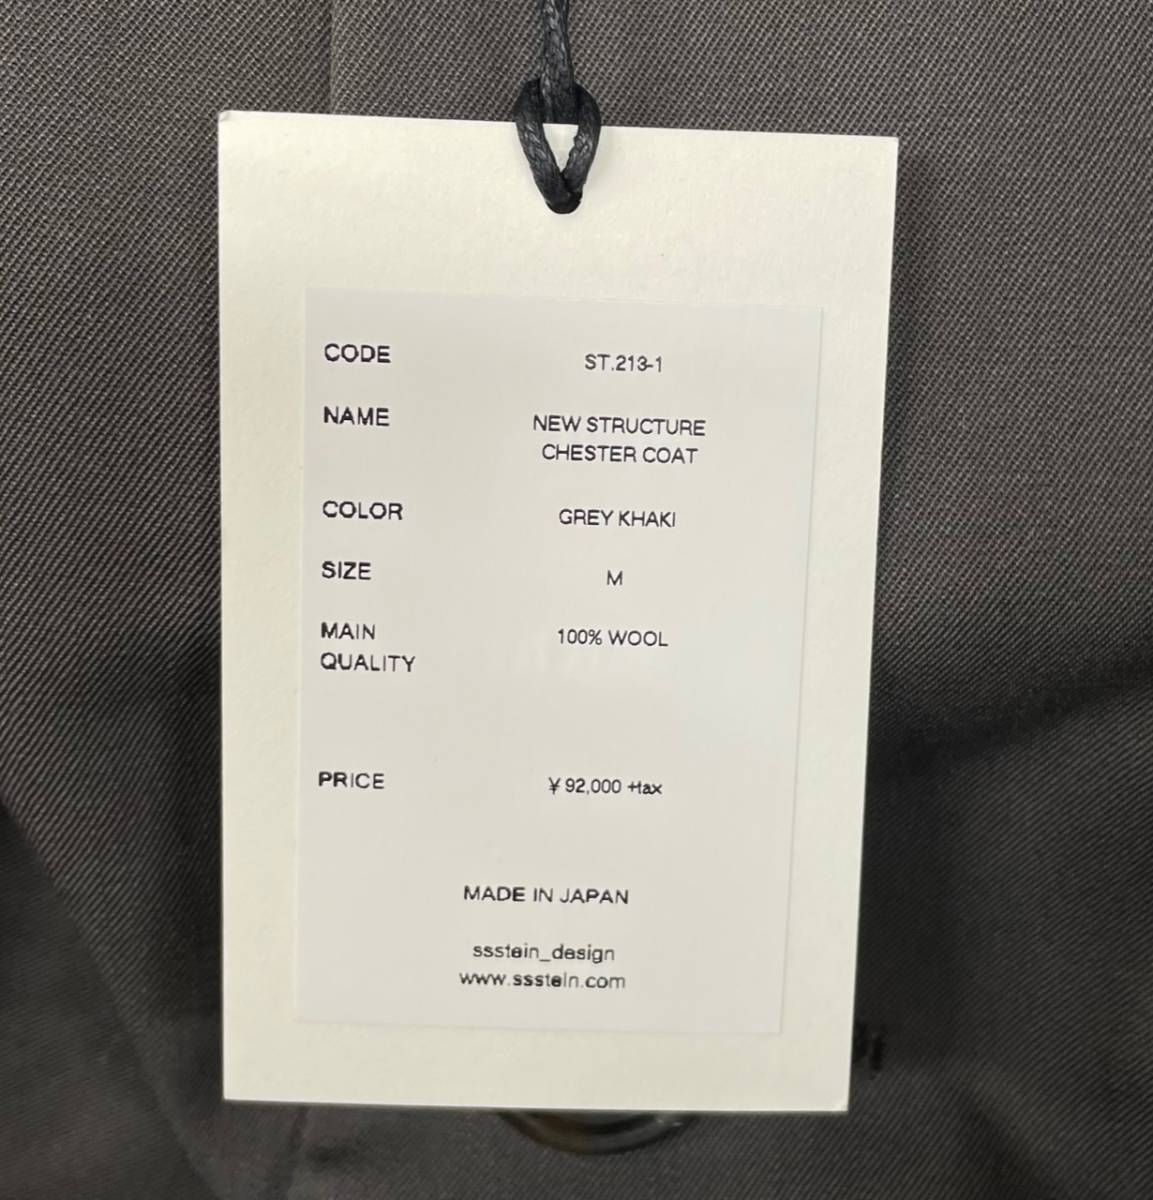 CODE ST.213-1
NAME NEW STRUCTURE
CHESTER COAT
COLOR GREY KHAKI
SIZE M
MAIN 100% WOOL
QUALITY
PRICE ¥ 92,000 +tax
MADE IN JAPAN
ssstein_design
www.ssstein.com